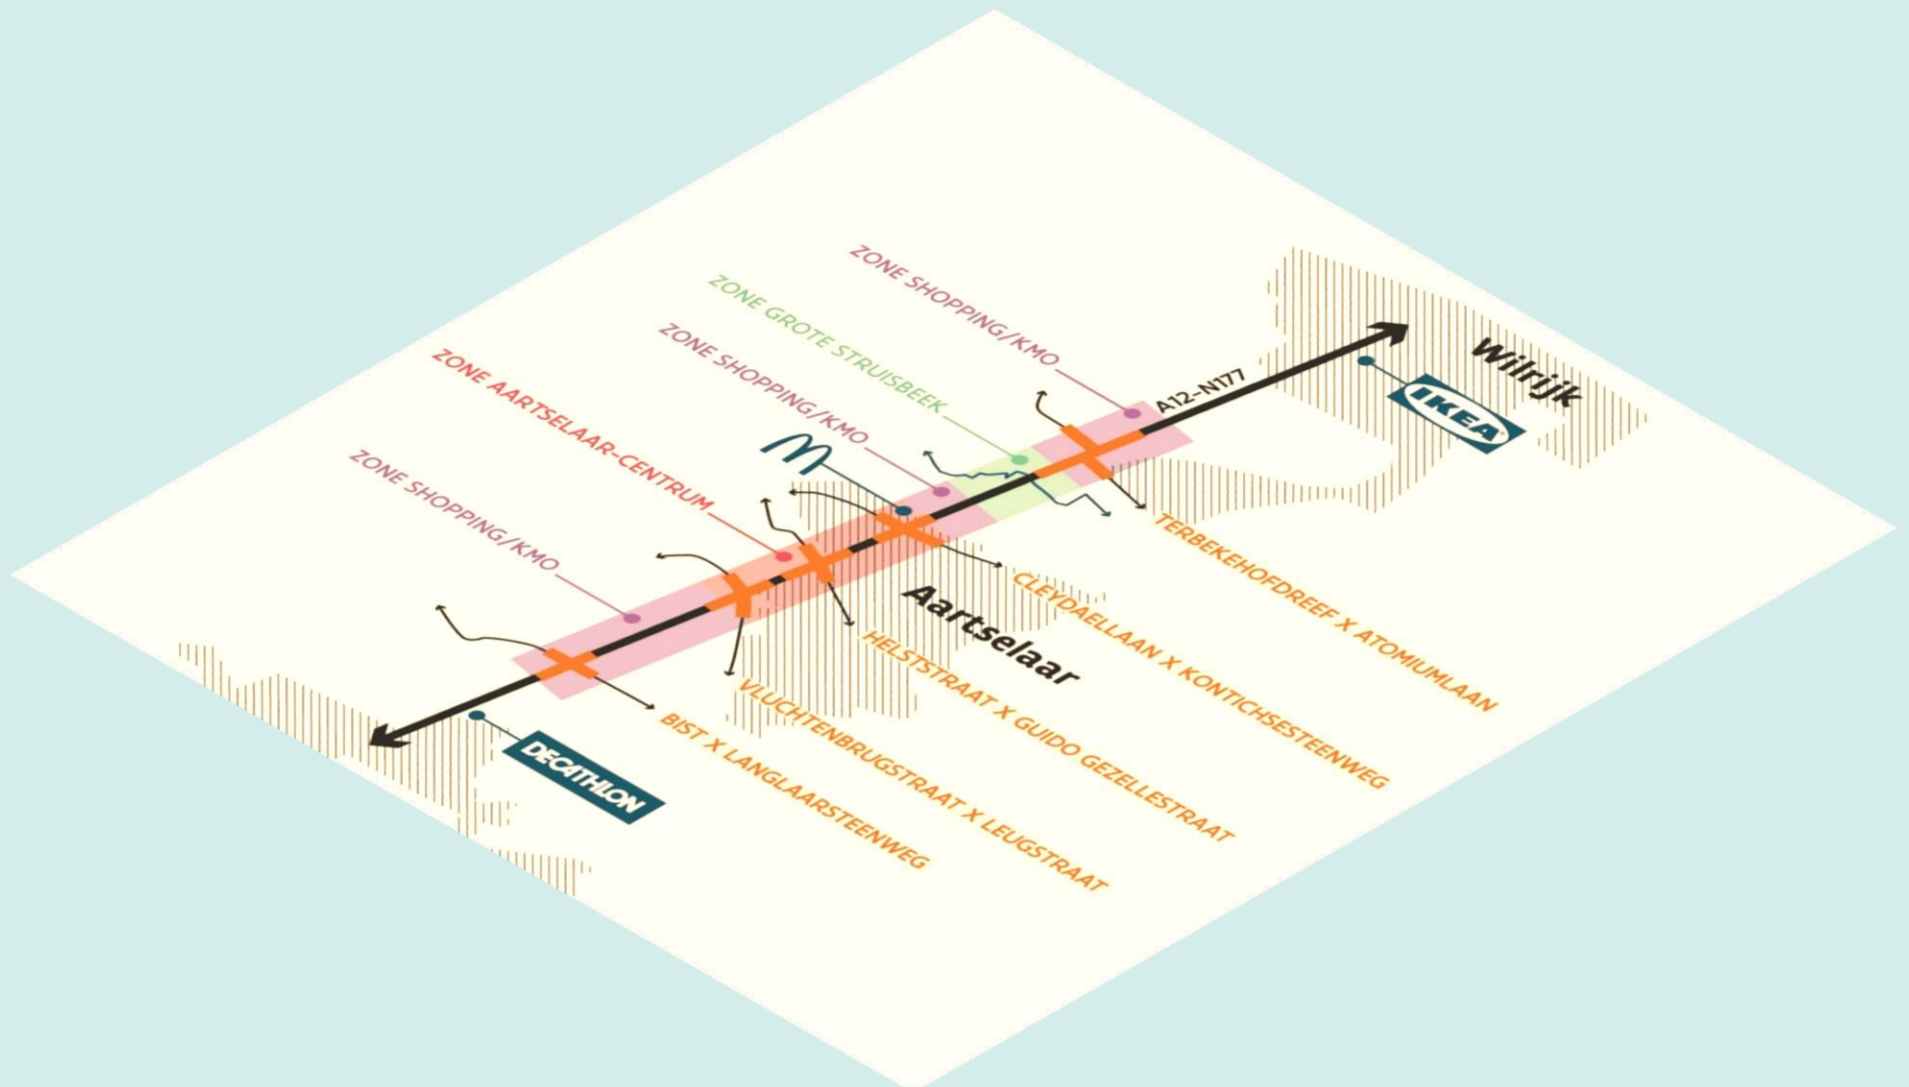 ZONE SHOPPING/KMO
ZONE GROTE STRUISBEEK
ZONE SHOPPING/KMO
ZONE AARTSELAAR-CENTRUM
ZONE SHOPPING/KMO
A12-N177
Wilrijk
IKEA
Aartselaar
TERBEKEHOFDREEF X ATOMIUMLAAN
CLEYDAELLAAN X KONTICHSESTEENWEG
HELSTSTRAAT X GUIDO GEZELLESTRAAT
VLUCHTENBRUGSTRAAT X LEUGSTRAAT
BIST X LANGLAARSTEENWEG
DECATHLON